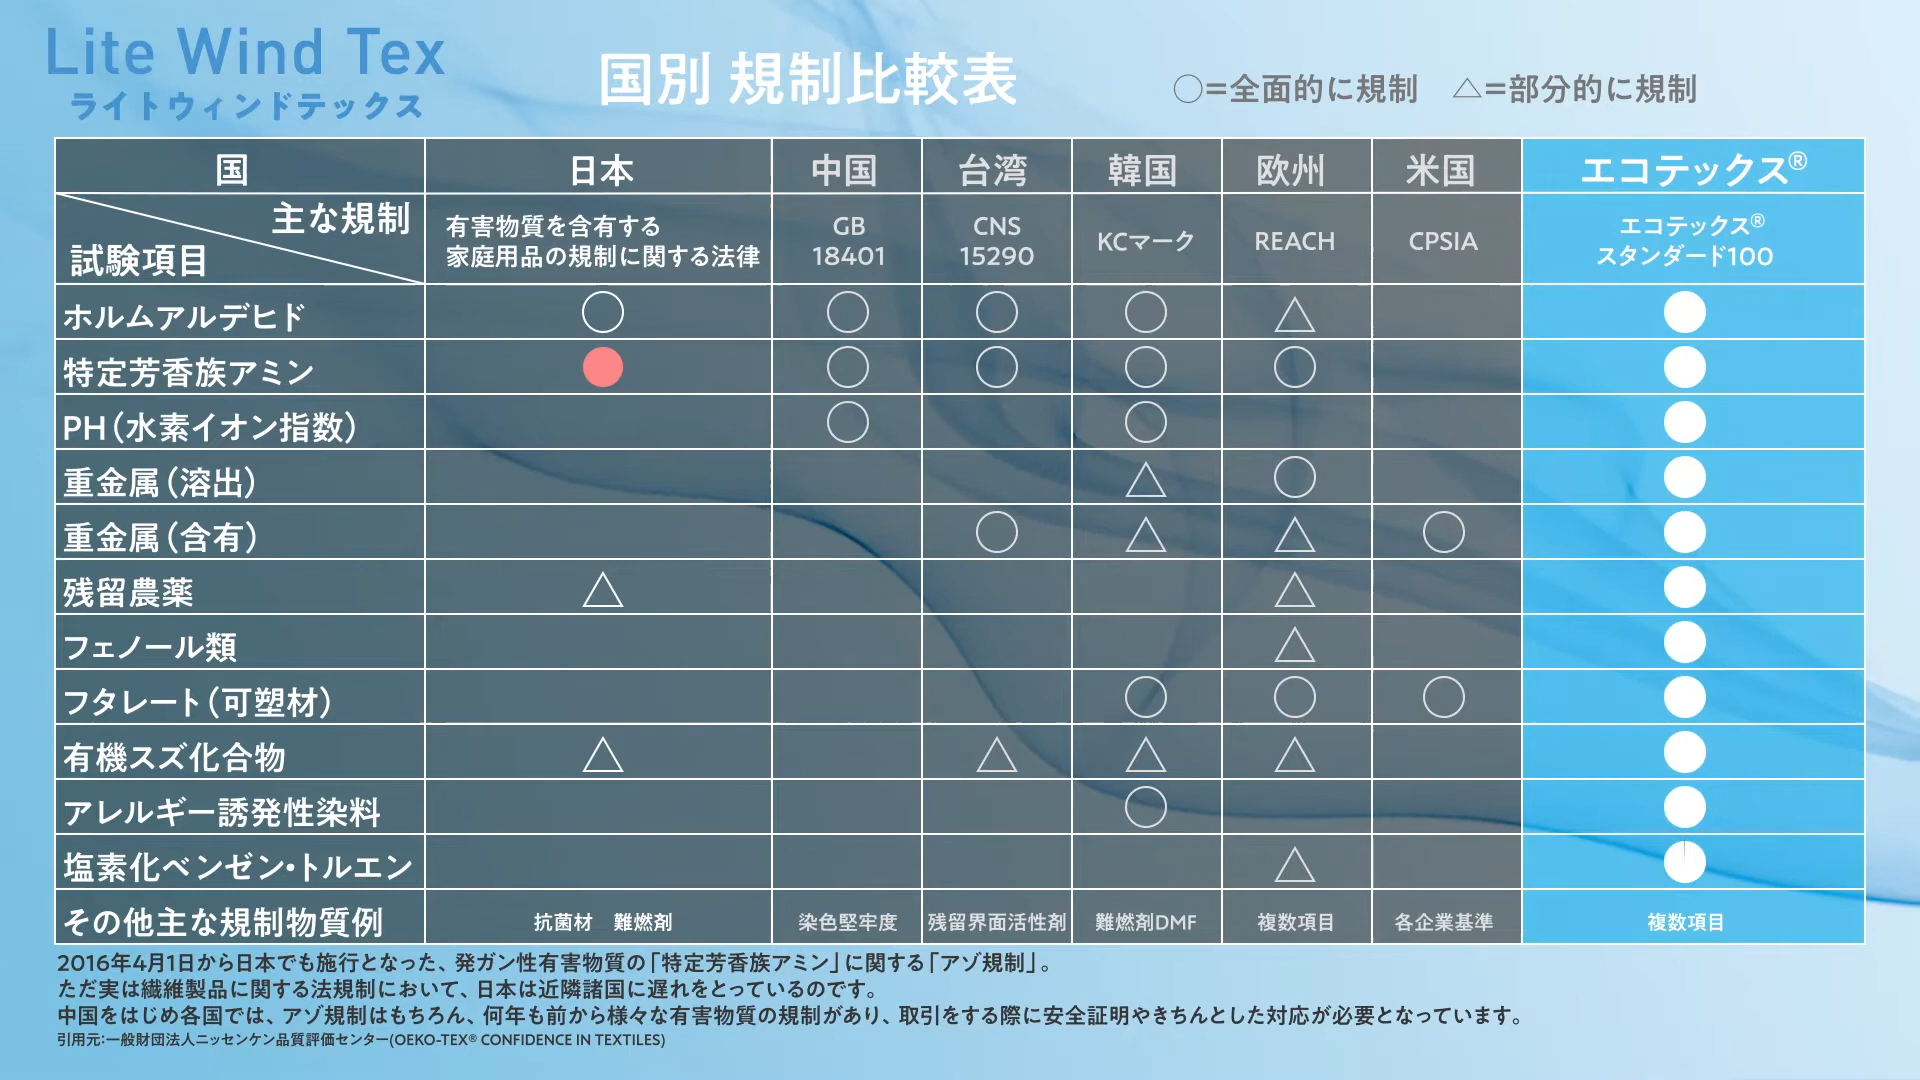 Lite Wind Tex
ライトウィンドテックス
国別 規制比較表
○=全面的に規制 △=部分的に規制
国 日本 中国 台湾 韓国 欧州 米国 エコテックス®
主な規制
試験項目
有害物質を含有する
家庭用品の規制に関する法律
GB
18401
CNS
15290
KCマーク
REACH
CPSIA
エコテックス®
スタンダード100
ホルムアルデヒド ○ ○ ○ ○ △ ●
特定芳香族アミン ● ○ ○ ○ ○ ●
PH(水素イオン指数) ○ ○ ●
重金属(溶出) △ ○ ●
重金属(含有) ○ △ △ ○ ●
残留農薬 △ △ ●
フェノール類 △ ●
フタレート(可塑材) ○ ○ ○ ●
有機スズ化合物 △ △ △ △ ●
アレルギー誘発性染料 ○ ●
塩素化ベンゼン・トルエン △ ●
その他主な規制物質例 抗菌材 難燃剤 染色堅牢度 残留界面活性剤 難燃剤DMF 複数項目 各企業基準 複数項目
2016年4月1日から日本でも施行となった、発ガン性有害物質の「特定芳香族アミン」に関する「アゾ規制」。
ただ実は繊維製品に関する法規制において、日本は近隣諸国に遅れをとっているのです。
中国をはじめ各国では、アゾ規制はもちろん、何年も前から様々な有害物質の規制があり、取引をする際に安全証明やきちんとした対応が必要となっています。
引用元:一般財団法人ニッセンケン品質評価センター(OEKO-TEX® CONFIDENCE IN TEXTILES)